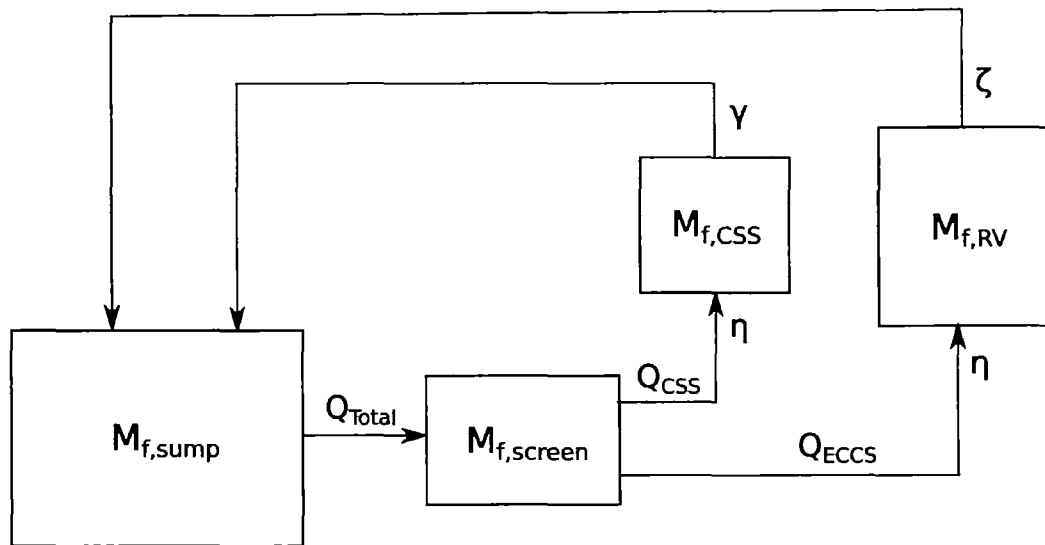 ζ
γ
M_f,CSS
M_f,RV
η
η
Q_CSS
Q_Total
M_f,sump
M_f,screen
Q_ECCS